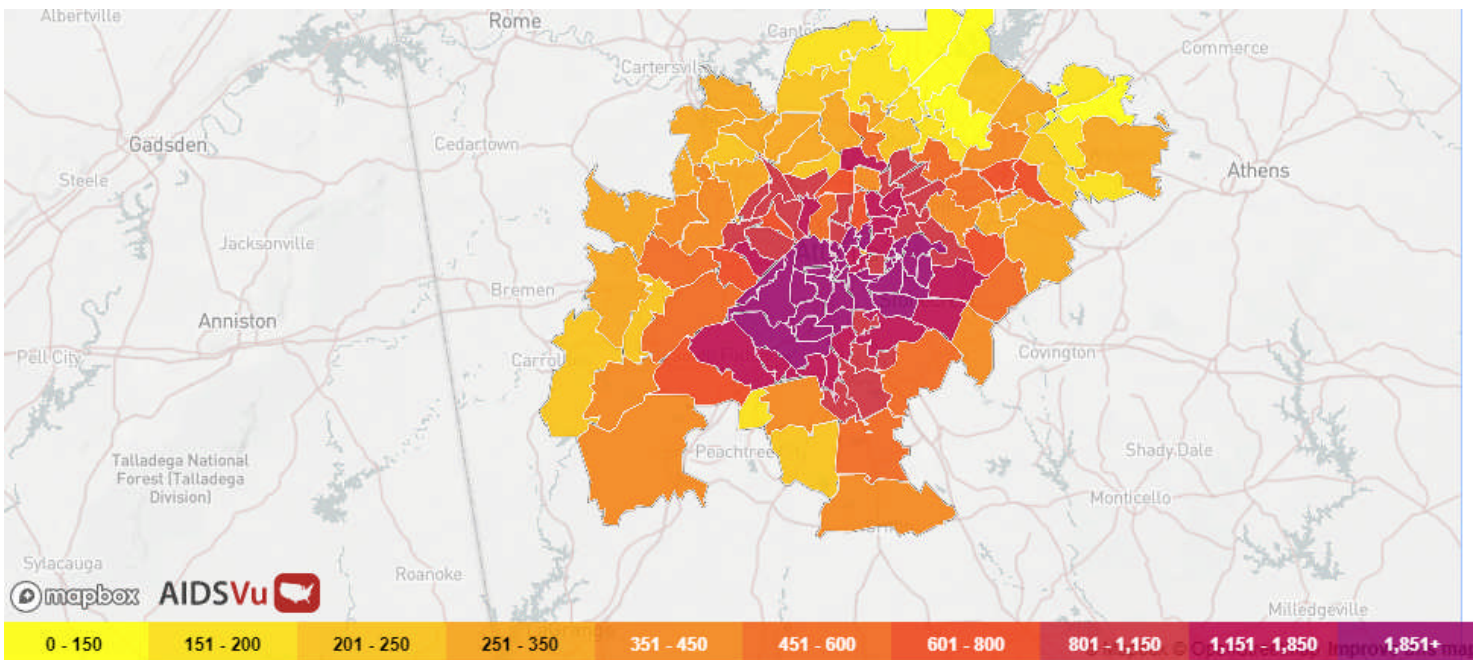 Albertville
Rome
Commerce
Cartersvill
Gadsden
Cedartown
Athens
Steele
Jacksonville
Bremen
Anniston
Pell City
Covington
Peachtree
Talladega National
Forest (Talladega
Division)
Shady Dale
Monticello
Sylacauga
Roanoke
Milledgeville
mapbox AIDSVu
0 - 150
151 - 200
201 - 250
251 - 350
351 - 450
451 - 600
601 - 800
801 - 1,150
1,151 - 1,850
1,851+